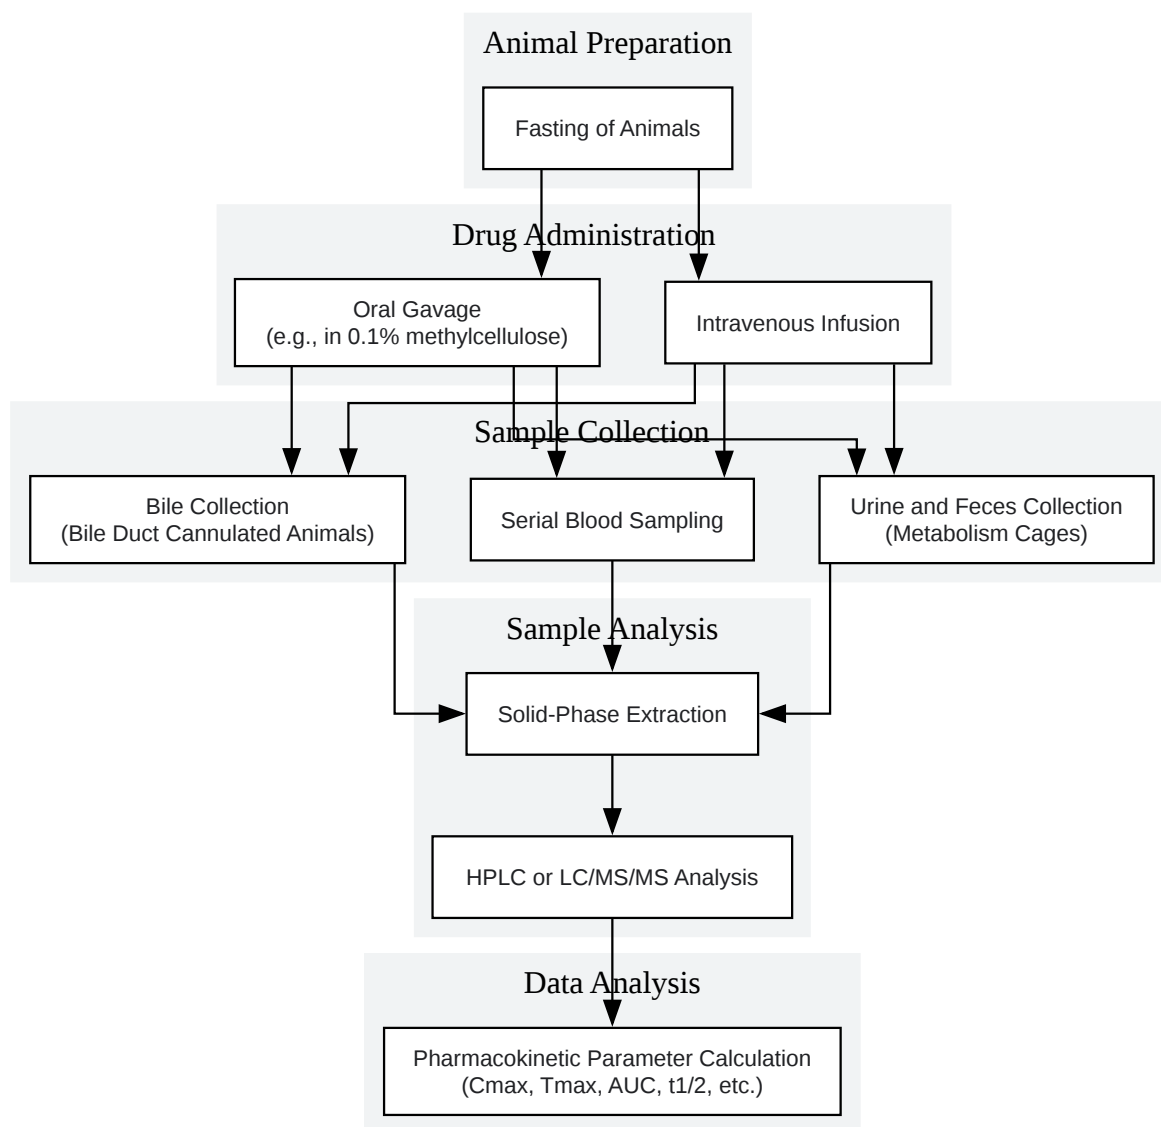 Animal Preparation
Fasting of Animals
Drug Administration
Oral Gavage
(e.g., in 0.1% methylcellulose)
Intravenous Infusion
Sample Collection
Bile Collection
(Bile Duct Cannulated Animals)
Serial Blood Sampling
Urine and Feces Collection
(Metabolism Cages)
Sample Analysis
Solid-Phase Extraction
HPLC or LC/MS/MS Analysis
Data Analysis
Pharmacokinetic Parameter Calculation
(Cmax, Tmax, AUC, t1/2, etc.)